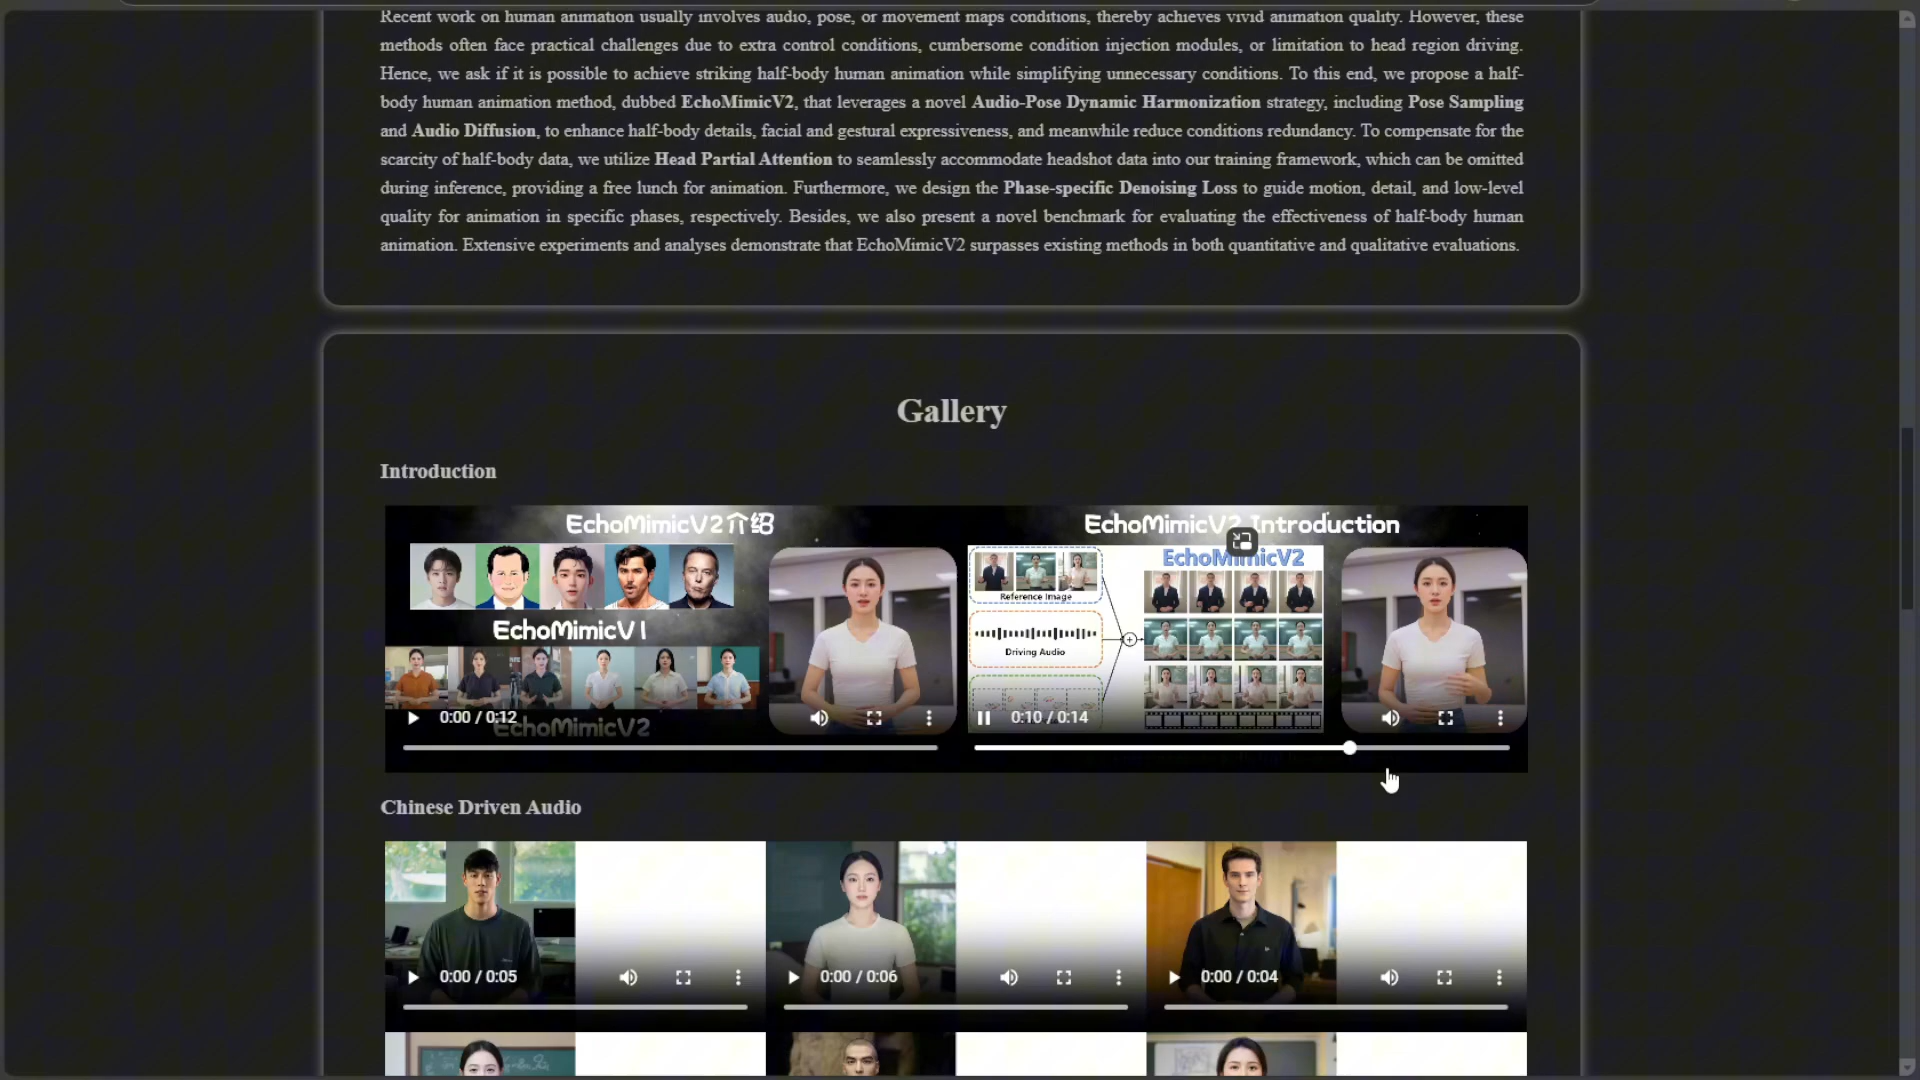 Recent work on human animation usually involves audio, pose, or movement maps conditions, thereby achieves vivid animation quality. However, these
methods often face practical challenges due to extra control conditions, cumbersome condition injection modules, or limitation to head region driving.
Hence, we ask if it is possible to achieve striking half-body human animation while simplifying unnecessary conditions. To this end, we propose a half-
body human animation method, dubbed EchoMimicV2, that leverages a novel Audio-Pose Dynamic Harmonization strategy, including Pose Sampling
and Audio Diffusion, to enhance half-body details, facial and gestural expressiveness, and meanwhile reduce conditions redundancy. To compensate for the
scarcity of half-body data, we utilize Head Partial Attention to seamlessly accommodate headshot data into our training framework, which can be omitted
during inference, providing a free lunch for animation. Furthermore, we design the Phase-specific Denoising Loss to guide motion, detail, and low-level
quality for animation in specific phases, respectively. Besides, we also present a novel benchmark for evaluating the effectiveness of half-body human
animation. Extensive experiments and analyses demonstrate that EchoMimicV2 surpasses existing methods in both quantitative and qualitative evaluations.
Gallery
Introduction
EchoMimicV2介绍
EchoMimicV1
EchoMimicV2
0:00 / 0:12
EchoMimicV2 Introduction
EchoMimicV2
Reference Image
Driving Audio
0:10 / 0:14
Chinese Driven Audio
0:00 / 0:05
0:00 / 0:06
0:00 / 0:04